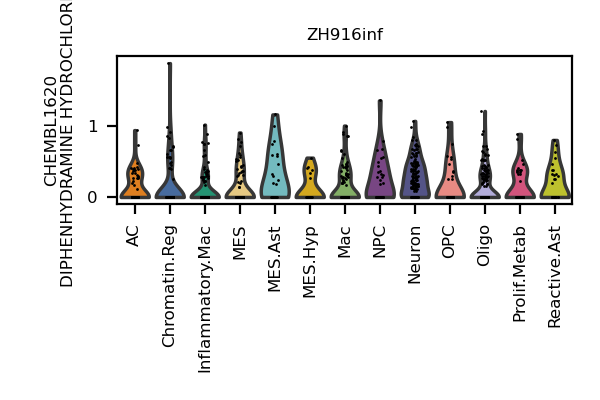 ZH916inf
CHEMBL1620
DIPHENHYDRAMINE HYDROCHLOR
1
0
AC
Chromatin.Reg
Inflammatory.Mac
MES
MES.Ast
MES.Hyp
Mac
NPC
Neuron
OPC
Oligo
Prolif.Metab
Reactive.Ast